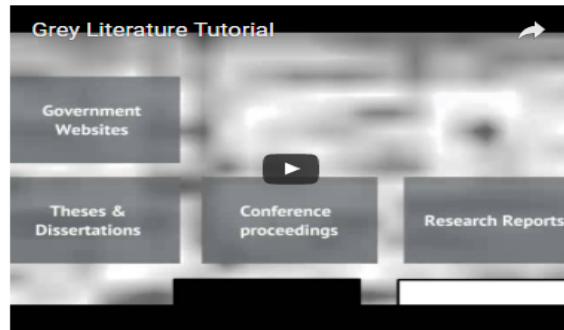 Grey Literature Tutorial
Government
Websites
Theses &
Dissertations
Conference
proceedings
Research Reports